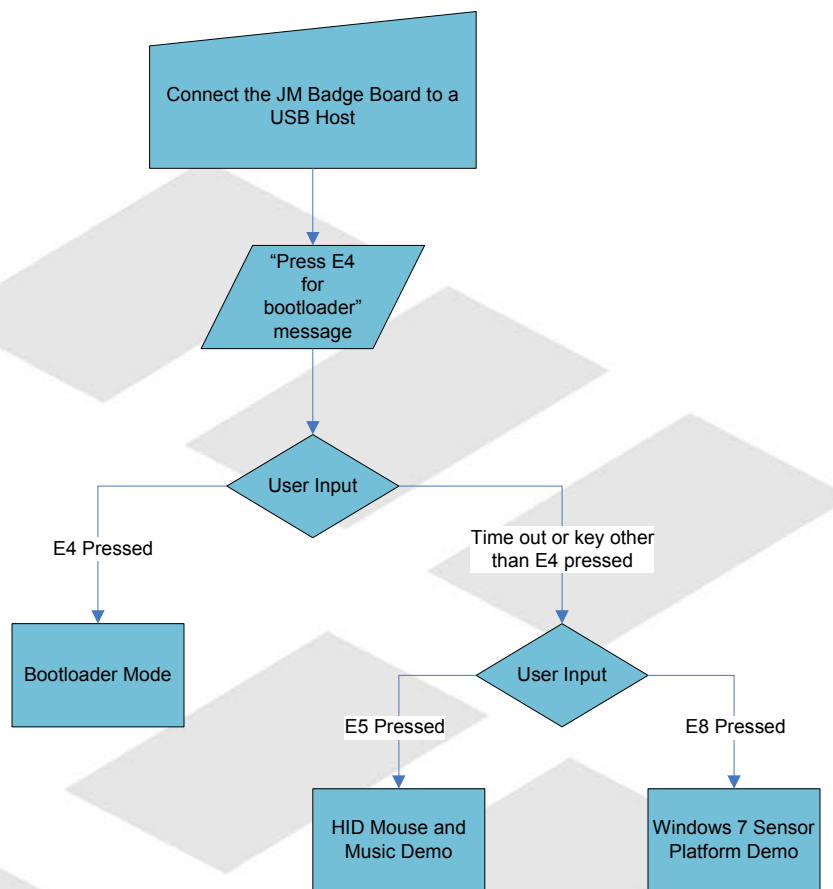 Connect the JM Badge Board to a
USB Host
“Press E4
for
bootloader”
message
User Input
E4 Pressed
Time out or key other
than E4 pressed
Bootloader Mode
User Input
E5 Pressed
E8 Pressed
HID Mouse and
Music Demo
Windows 7 Sensor
Platform Demo